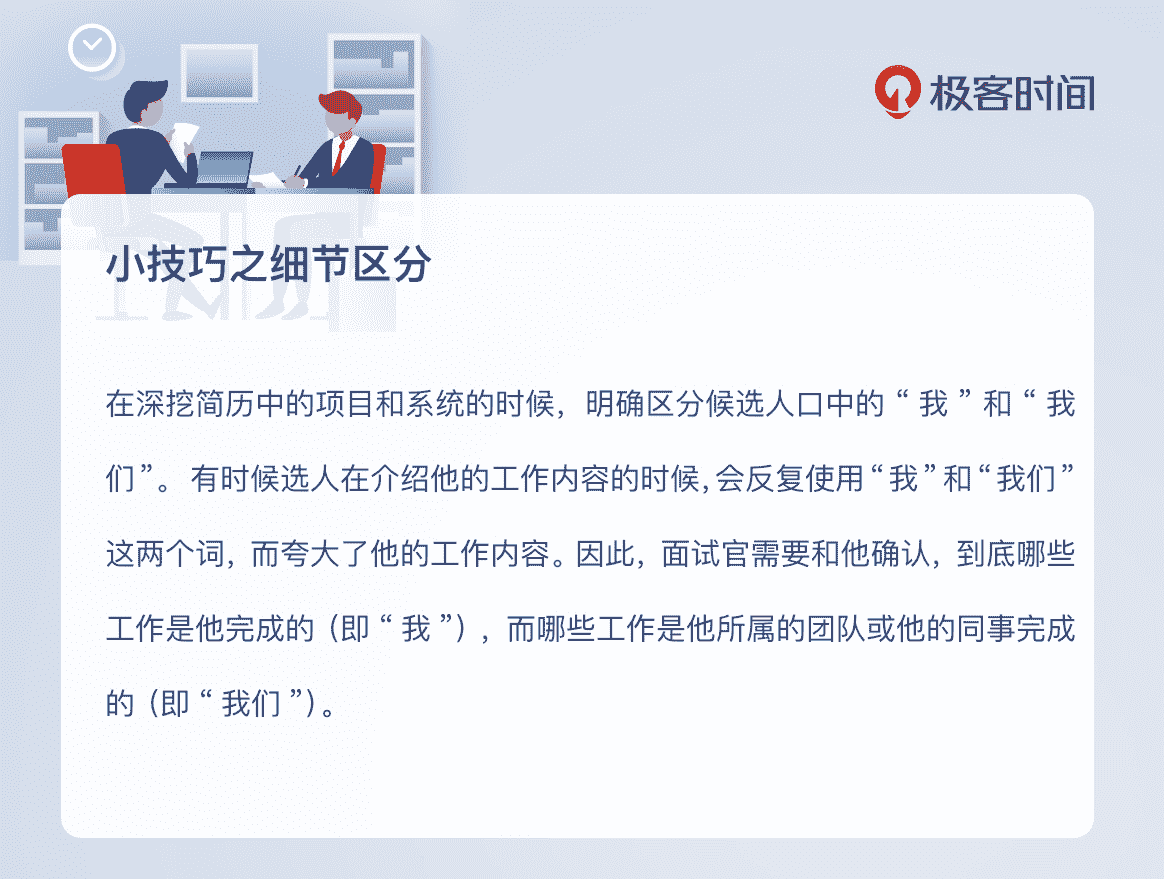 极客时间
小技巧之细节区分
在深挖简历中的项目和系统的时候，明确区分候选人口中的“我”和“我
们”。有时候选人在介绍他的工作内容的时候，会反复使用“我”和“我们”
这两个词，而夸大了他的工作内容。因此，面试官需要和他确认，到底哪些
工作是他完成的（即“我”），而哪些工作是他所属的团队或他的同事完成
的（即“我们”）。